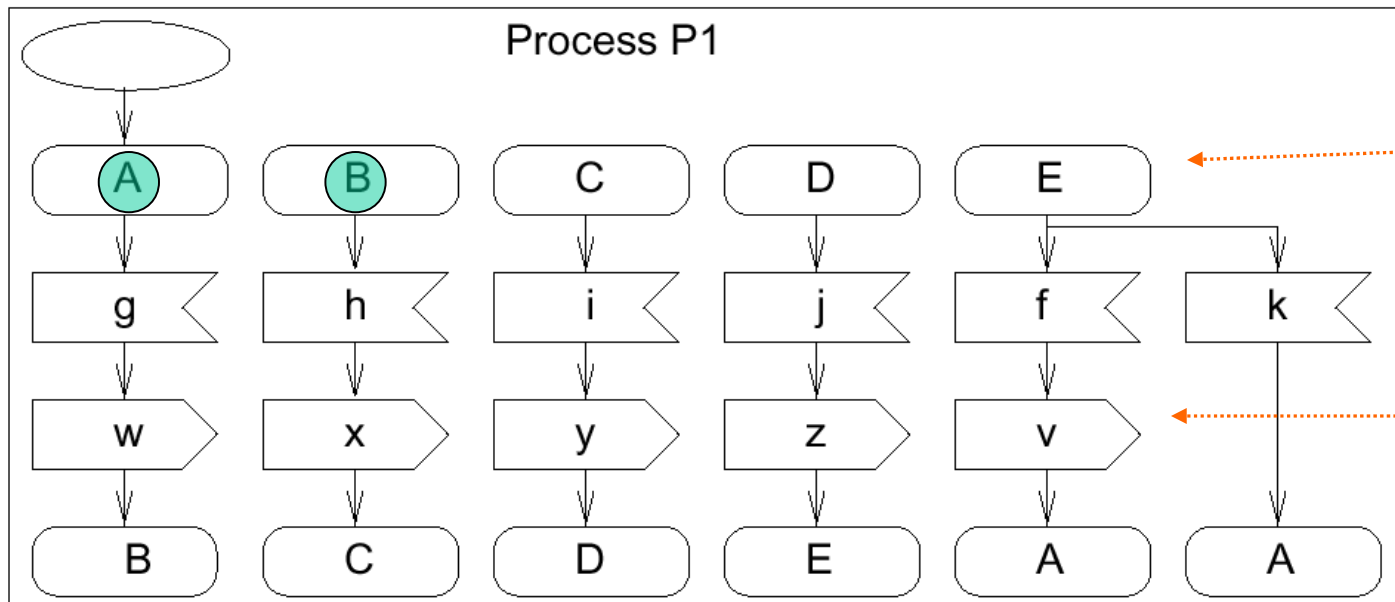 Process P1
A B C D E
g h i j f k
w x y z v
B C D E A A